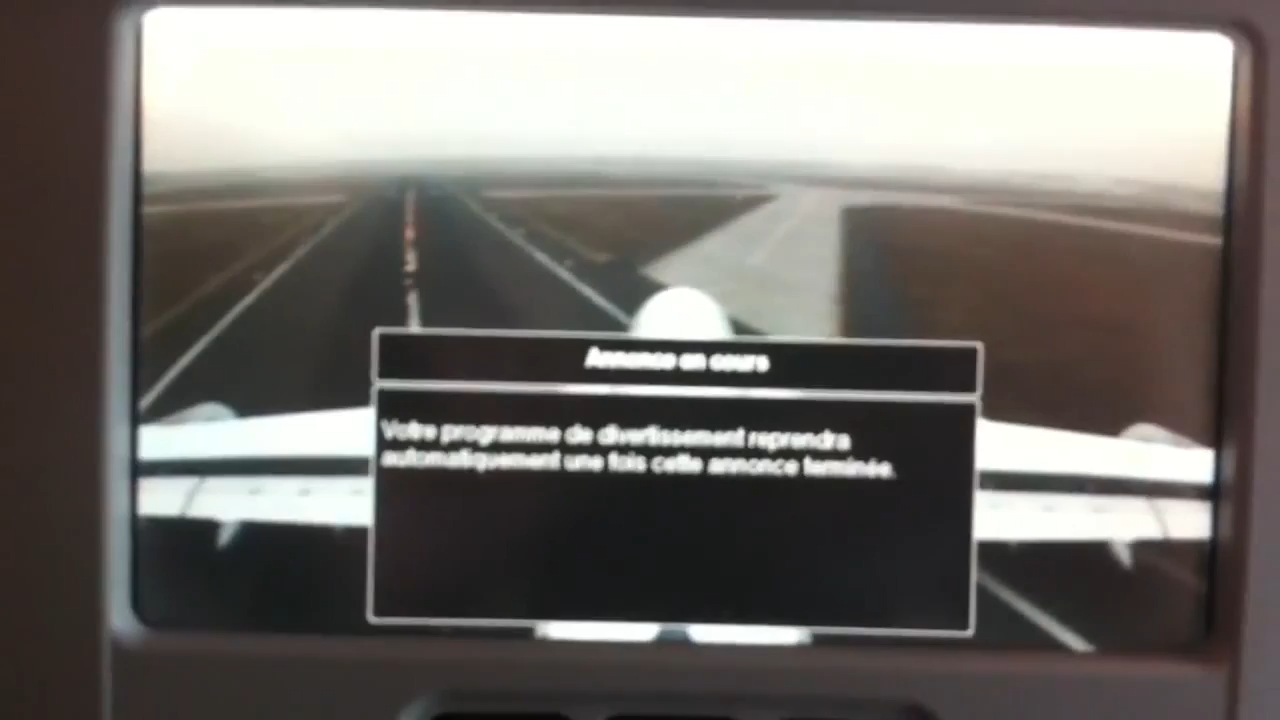 Annonce en cours
Votre programme de divertissement reprendra
automatiquement une fois cette annonce terminée.